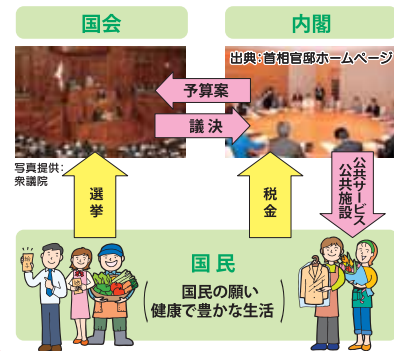 国会
内閣
出典：首相官邸ホームページ
予算案
議決
写真提供：
衆議院
選挙
税金
公共サービス
公共施設
国民
国民の願い
健康で豊かな生活